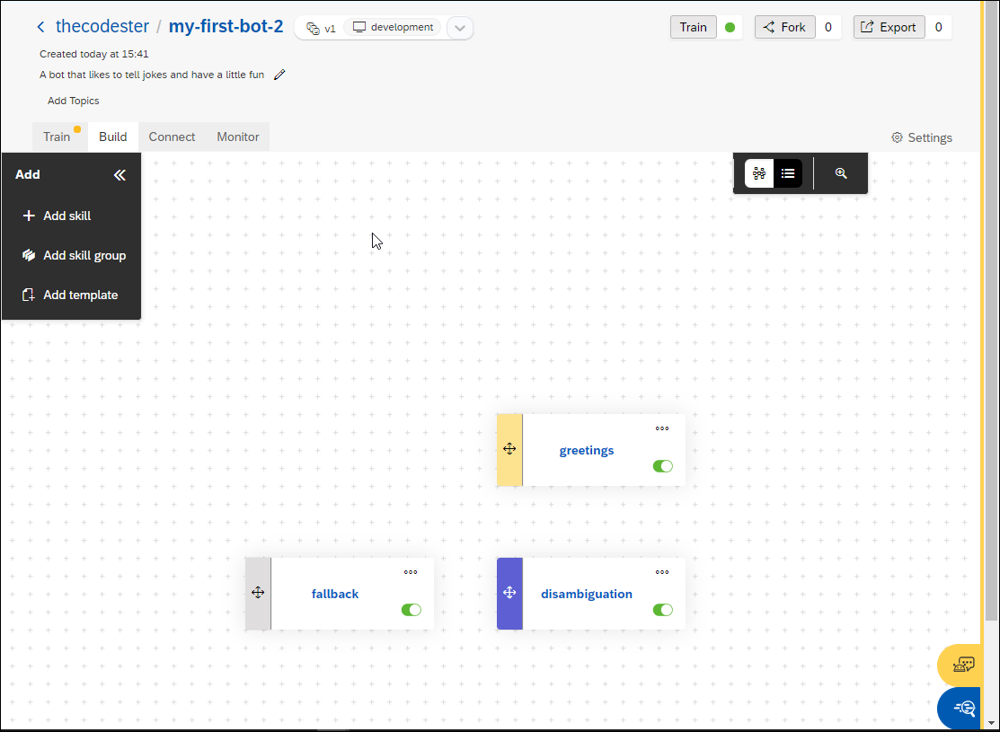 thecodester / my-first-bot-2 v1 development Train Fork 0 Export 0
Created today at 15:41
A bot that likes to tell jokes and have a little fun
Add Topics
Train Build Connect Monitor Settings
Add
Add skill
Add skill group
Add template
greetings
fallback disambiguation